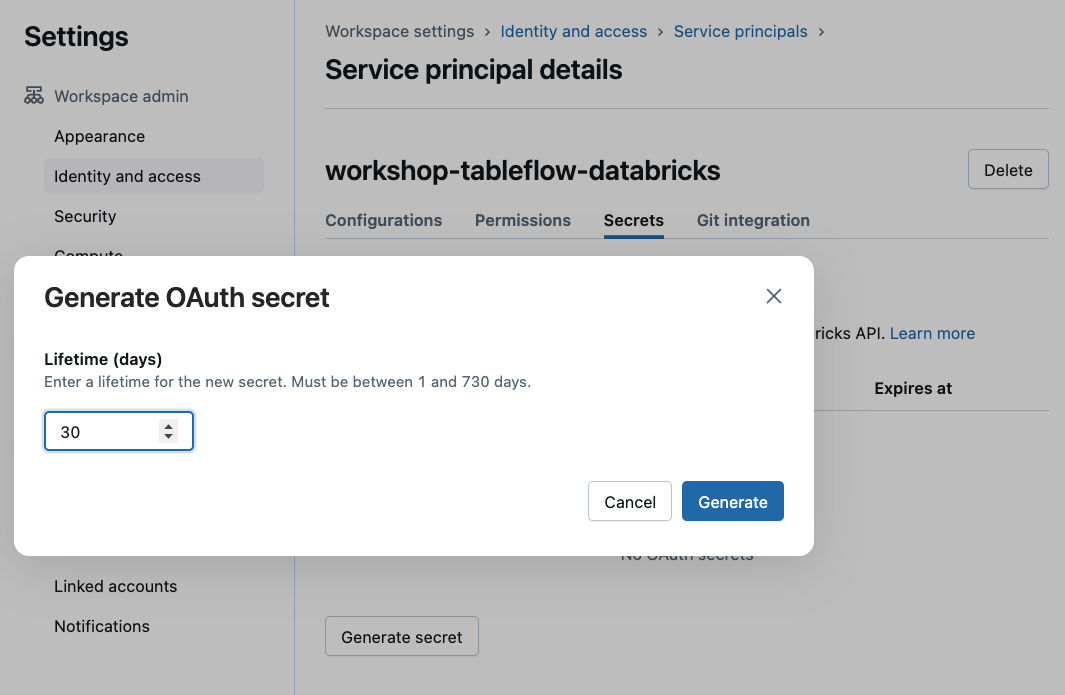 Settings
Workspace admin
Appearance
Identity and access
Security
Compute
Linked accounts
Notifications
Workspace settings › Identity and access › Service principals ›
Service principal details
workshop-tableflow-databricks
Delete
Configurations Permissions Secrets Git integration
ricks API. Learn more
Expires at
Generate OAuth secret
Lifetime (days)
Enter a lifetime for the new secret. Must be between 1 and 730 days.
30
Cancel Generate
No OAuth secrets
Generate secret